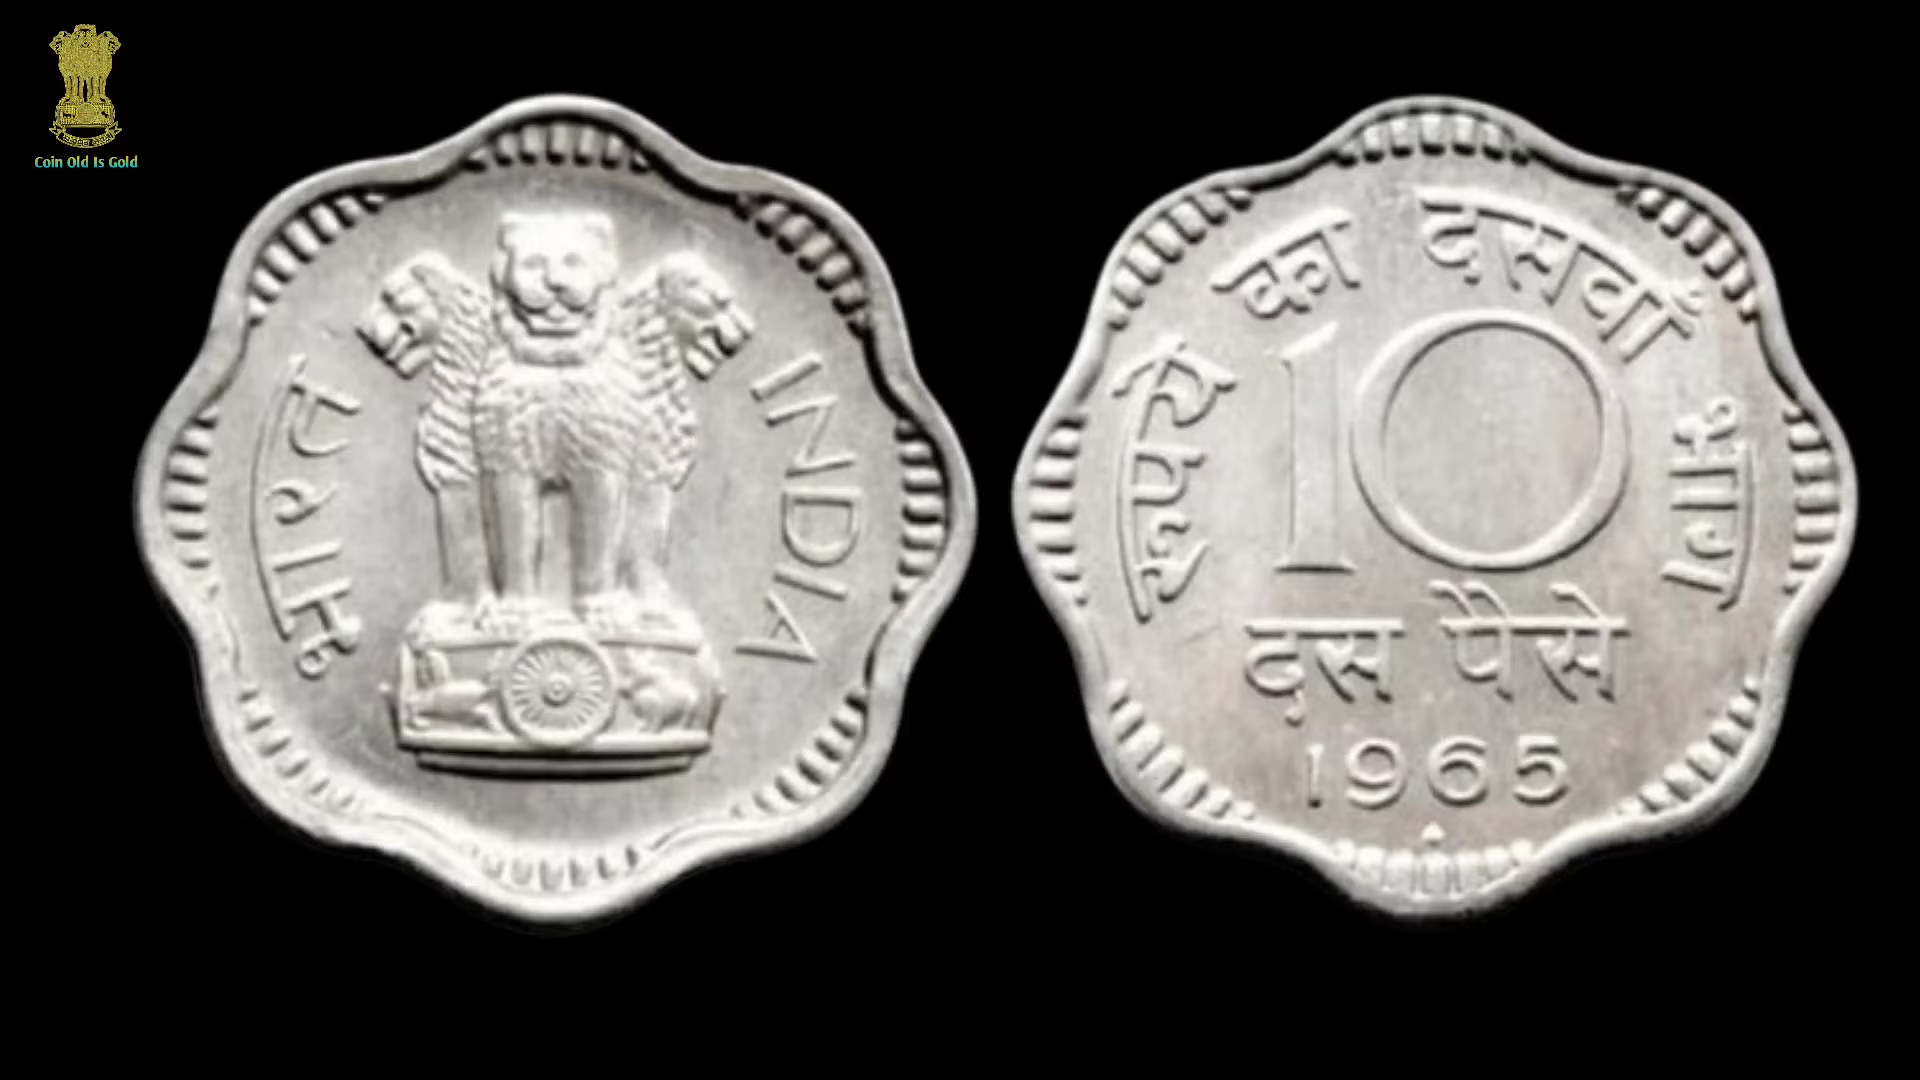 Coin Old Is Gold
भारत
INDIA
रूपये का दसवाँ भाग
10
दस पैसे
1965